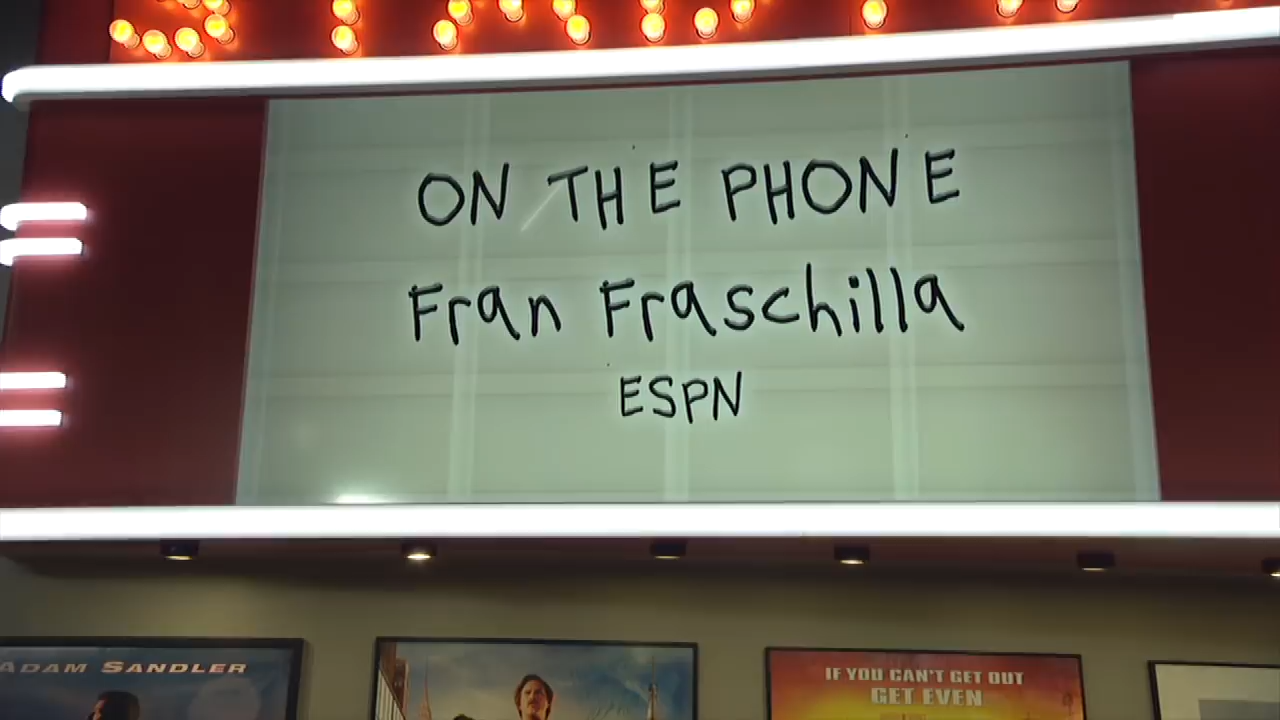 ON THE PHONE
Fran Fraschilla
ESPN
ADAM SANDLER
IF YOU CAN'T GET OUT
GET EVEN